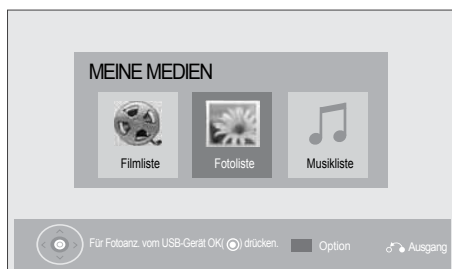 MEINE MEDIEN
Filmliste Fotoliste Musikliste
Für Fotoanz. vom USB-Gerät OK( ) drücken. Option Ausgang